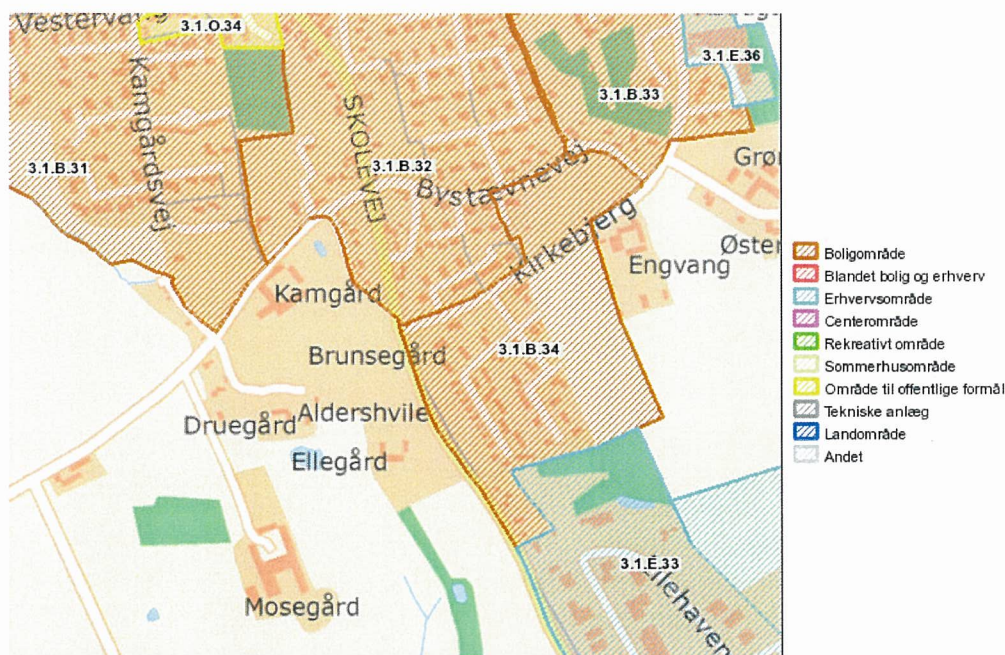 Vestervang
3.1.O.34
3.1.E.36
Kamgårdsvej
SKOLEVEJ
3.1.B.33
3.1.B.31
3.1.B.32
Bystævnevej
Kirkebjerg
Engvang
Kamgård
Brunsegård
3.1.B.34
Druegård
Aldershvile
Ellegård
3.1.E.33
Lillehaven
Mosegård
Boligområde
Blandet bolig og erhverv
Erhvervsområde
Centerområde
Rekreativt område
Sommerhusområde
Område til offentlige formål
Tekniske anlæg
Landområde
Andet